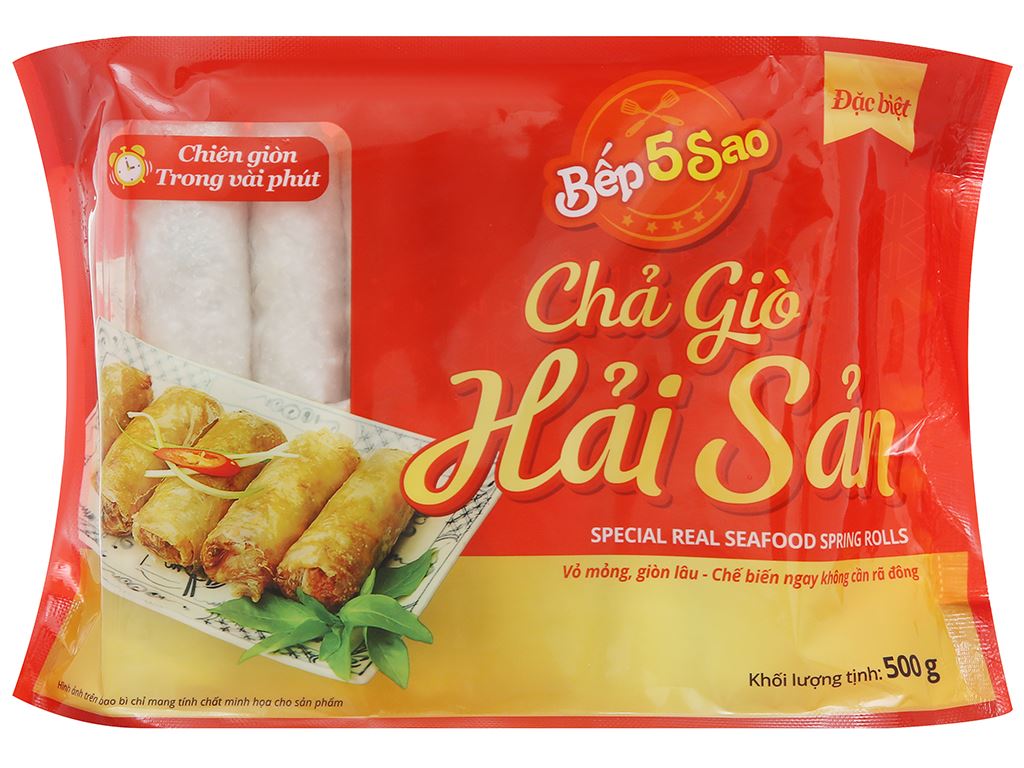 Chiên giòn
Trong vài phút
Bếp 5 Sao
Đặc biệt
Chả Giò
Hải Sản
SPECIAL REAL SEAFOOD SPRING ROLLS
Vỏ mỏng, giòn lâu - Chế biến ngay không cần rã đông
Khối lượng tịnh: 500 g
Hình ảnh trên bao bì chỉ mang tính chất minh họa cho sản phẩm